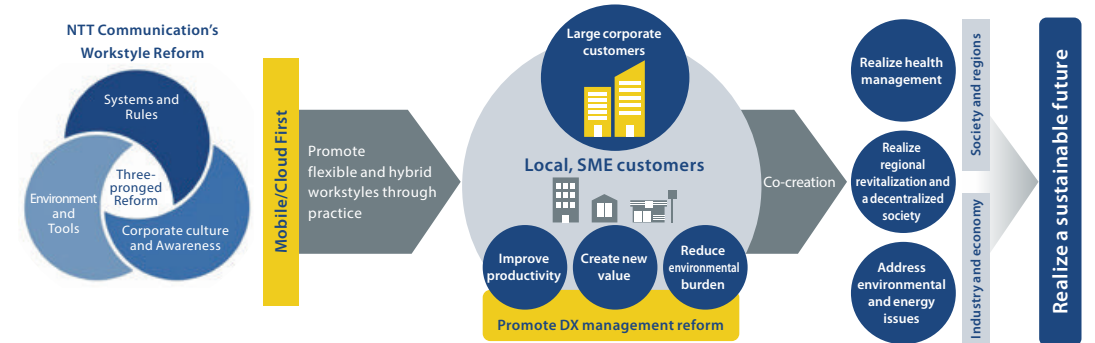 NTT Communication’s
Workstyle Reform
Systems and
Rules
Three-
pronged
Reform
Environment
and
Tools
Corporate culture
and Awareness
Mobile/Cloud First
Promote
flexible and hybrid
workstyles through
practice
Large corporate
customers
Local, SME customers
Improve
productivity
Create new
value
Reduce
environmental
burden
Promote DX management reform
Co-creation
Realize health
management
Realize
regional
revitalization and
a decentralized
society
Address
environmental
and energy
issues
Society and regions
Industry and economy
Realize a sustainable future